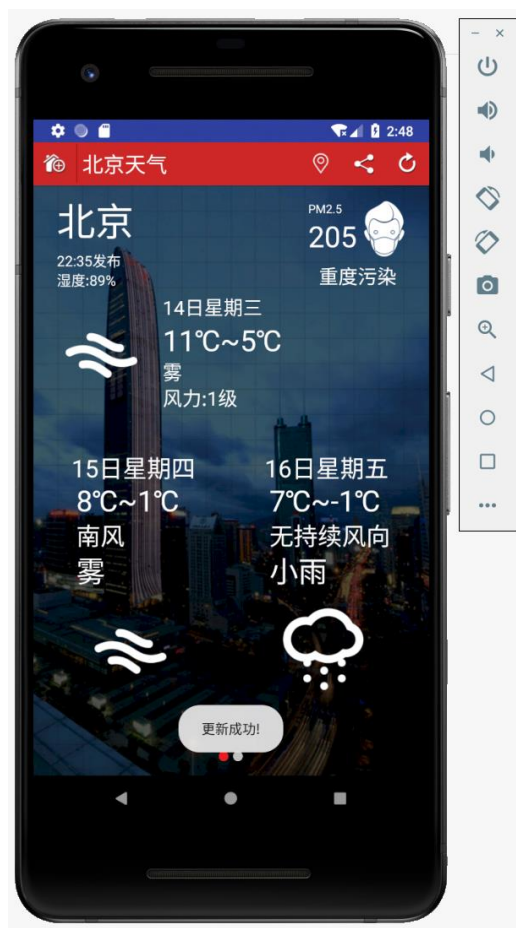 2:48
北京天气
北京
22:35发布
湿度:89%
PM2.5
205
重度污染
14日星期三
11℃~5℃
雾
风力:1级
15日星期四
8℃~1℃
南风
雾
16日星期五
7℃~-1℃
无持续风向
小雨
更新成功!